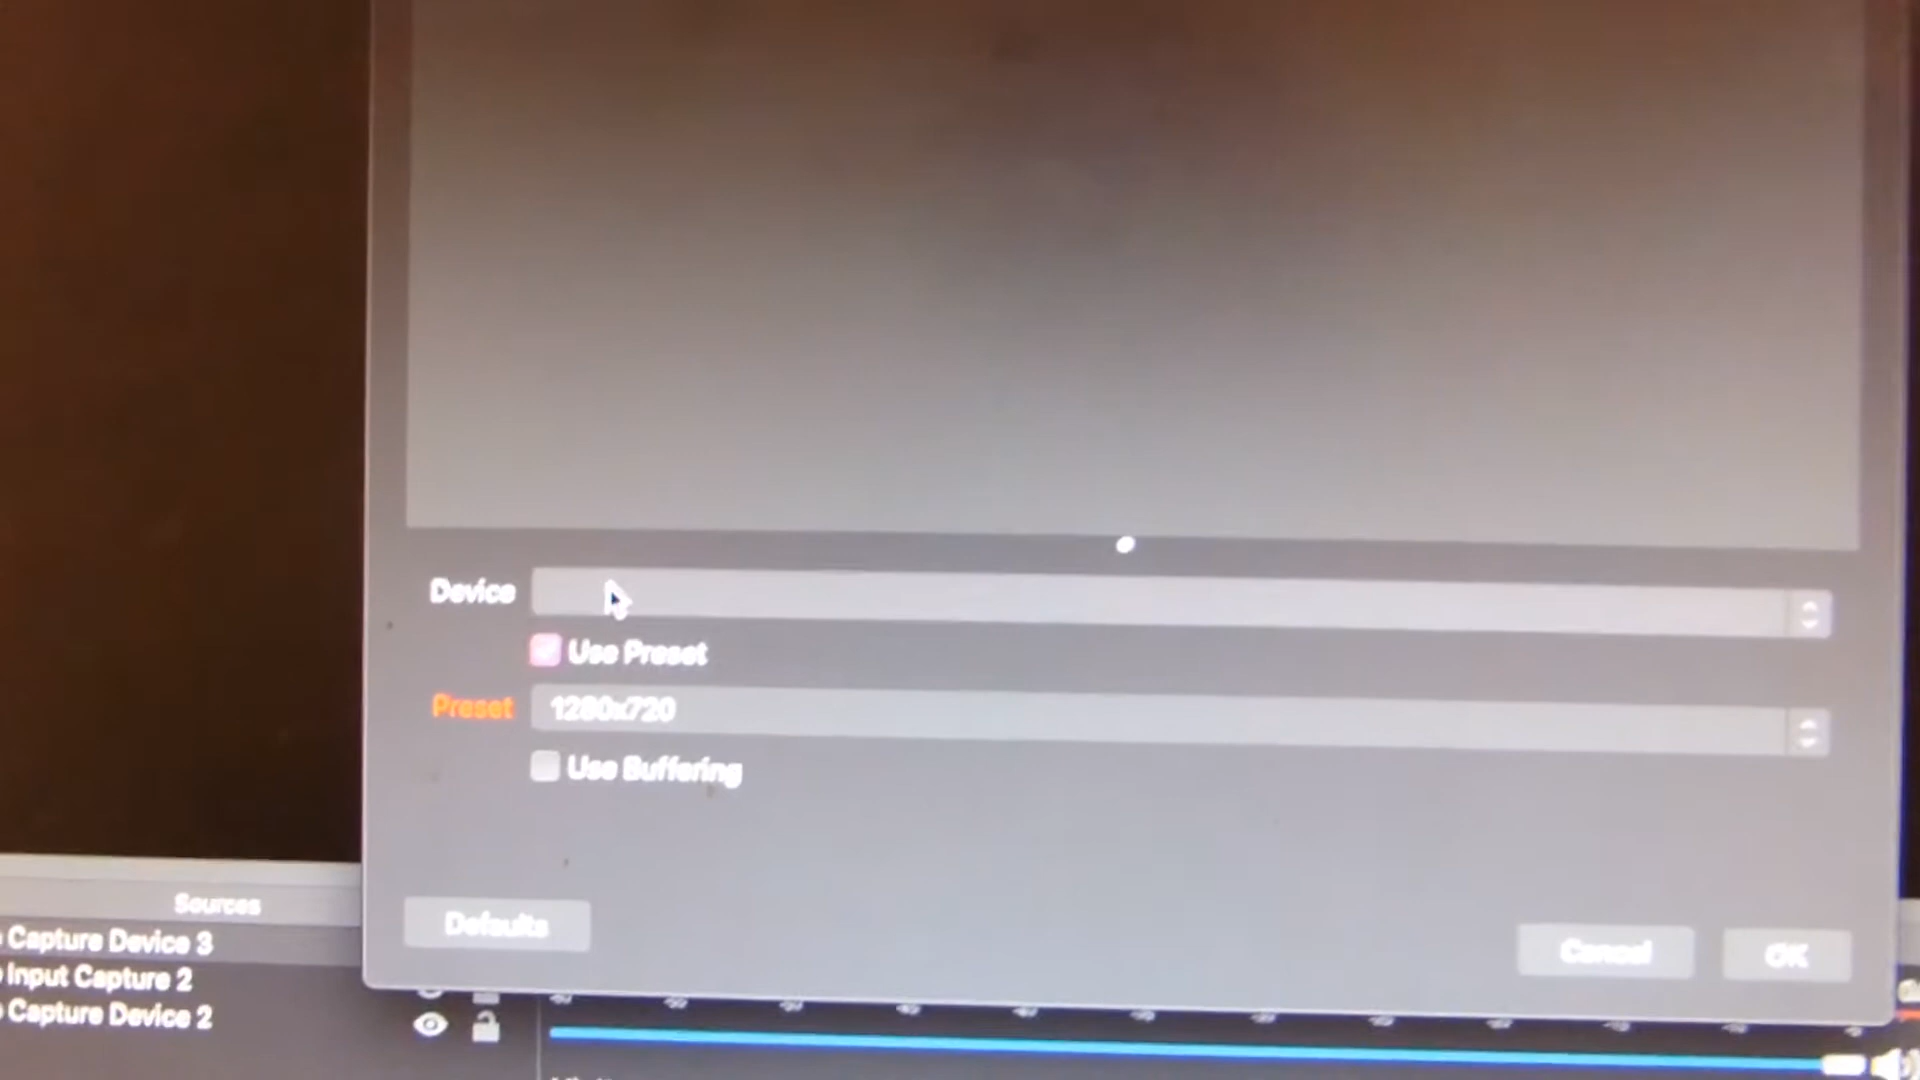 Device
Use Preset
Preset 1280x720
Use Buffering
Defaults Cancel OK
Sources
Capture Device 3
Input Capture 2
Capture Device 2